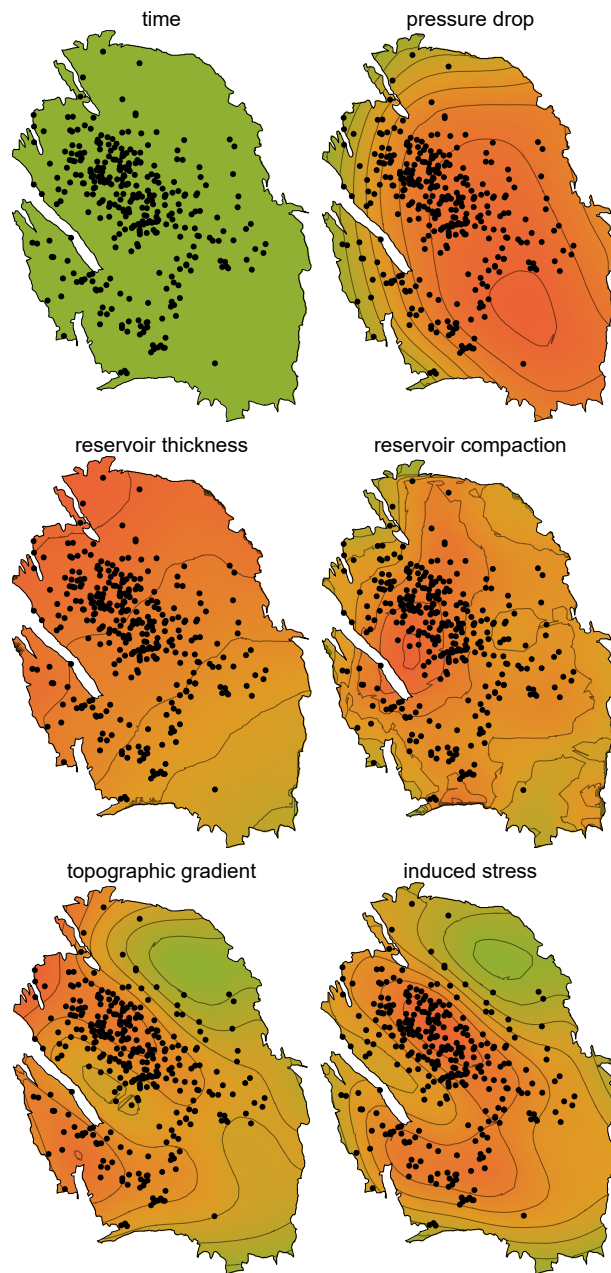 time
pressure drop
reservoir thickness
reservoir compaction
topographic gradient
induced stress